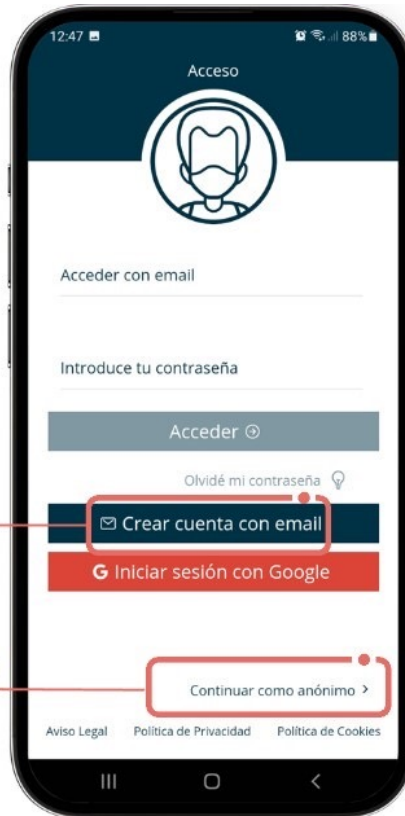 12:47 88%
Acceso
Acceder con email
Introduce tu contraseña
Acceder
Olvidé mi contraseña
Crear cuenta con email
G Iniciar sesión con Google
Continuar como anónimo >
Aviso Legal Política de Privacidad Política de Cookies